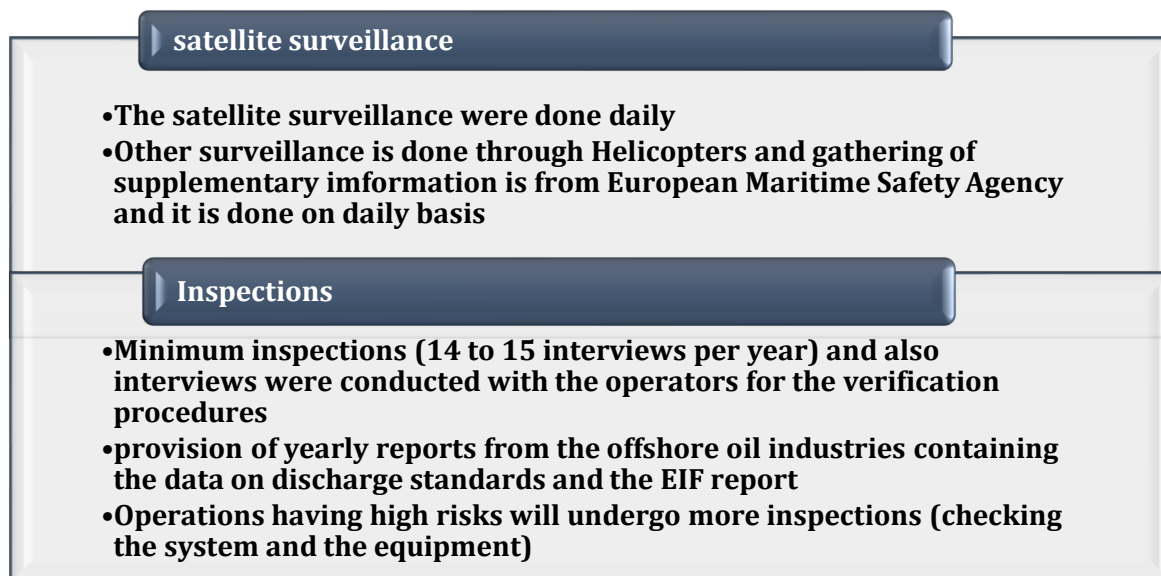 satellite surveillance
•The satellite surveillance were done daily
•Other surveillance is done through Helicopters and gathering of
supplementary imformation is from European Maritime Safety Agency
and it is done on daily basis
Inspections
•Minimum inspections (14 to 15 interviews per year) and also
interviews were conducted with the operators for the verification
procedures
•provision of yearly reports from the offshore oil industries containing
the data on discharge standards and the EIF report
•Operations having high risks will undergo more inspections (checking
the system and the equipment)